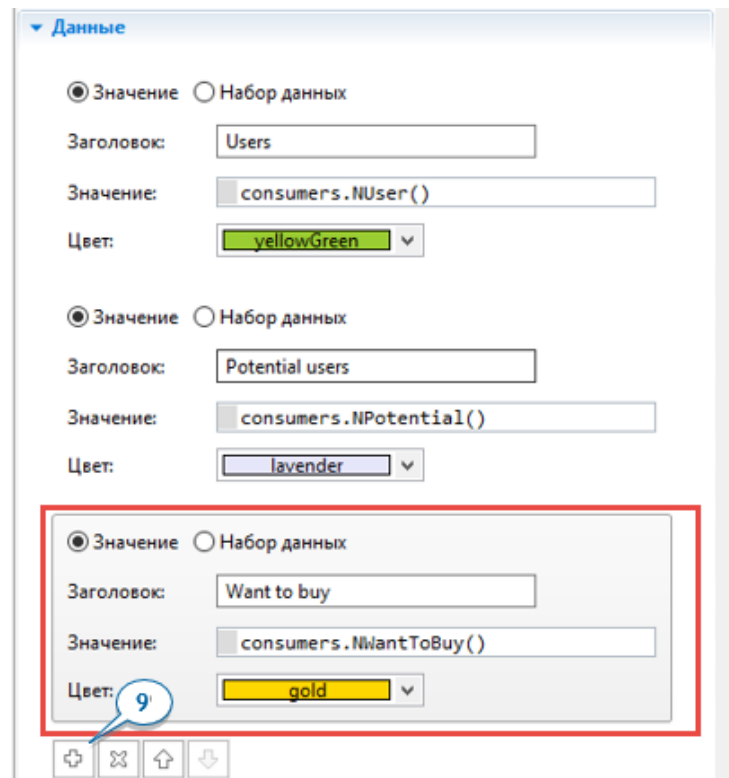 Данные
Значение Набор данных
Заголовок: Users
Значение: consumers.NUser()
Цвет: yellowGreen
Значение Набор данных
Заголовок: Potential users
Значение: consumers.NPotential()
Цвет: lavender
Значение Набор данных
Заголовок: Want to buy
Значение: consumers.NWantToBuy()
Цвет: gold
9